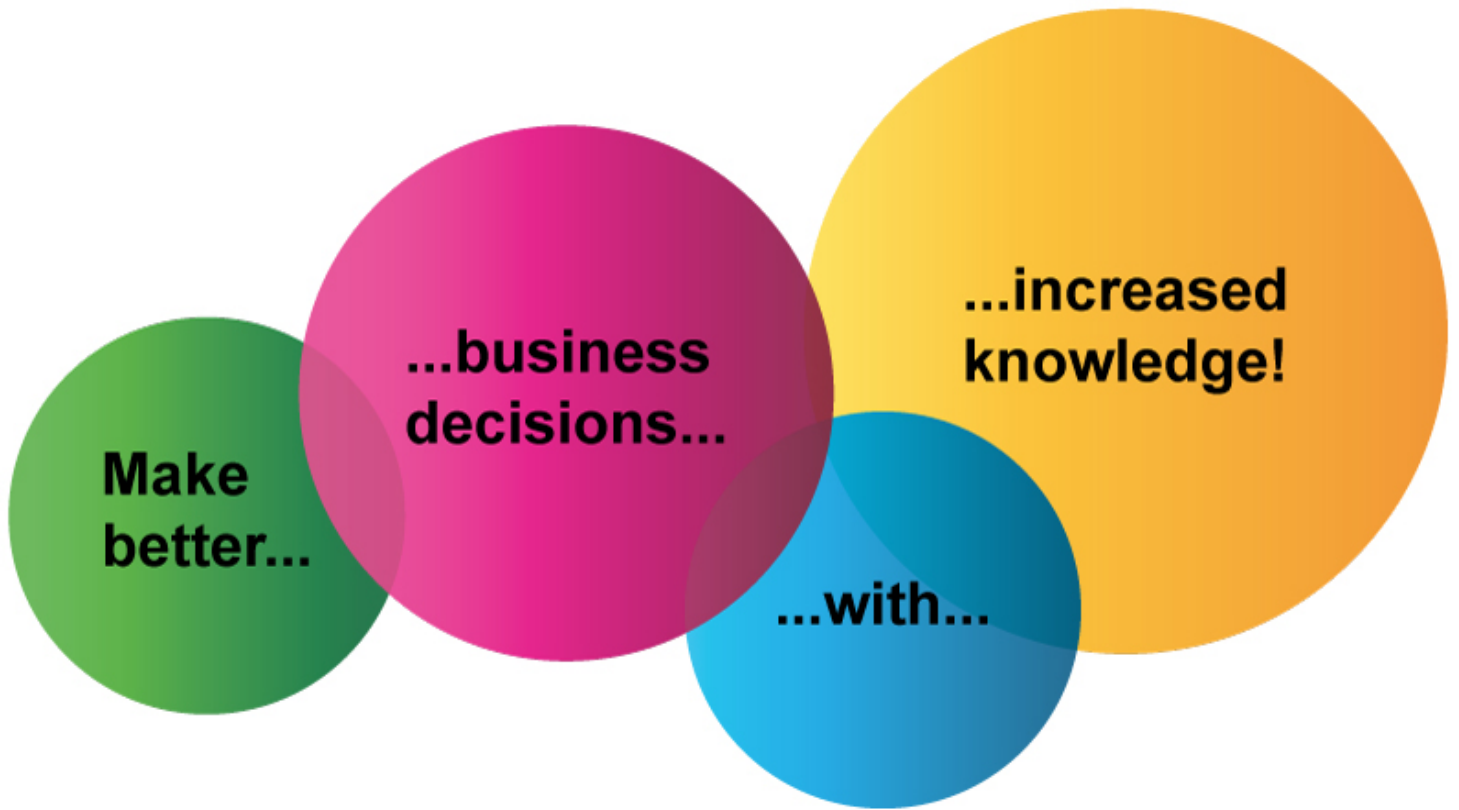 Make
better...
...business
decisions...
...with...
...increased
knowledge!